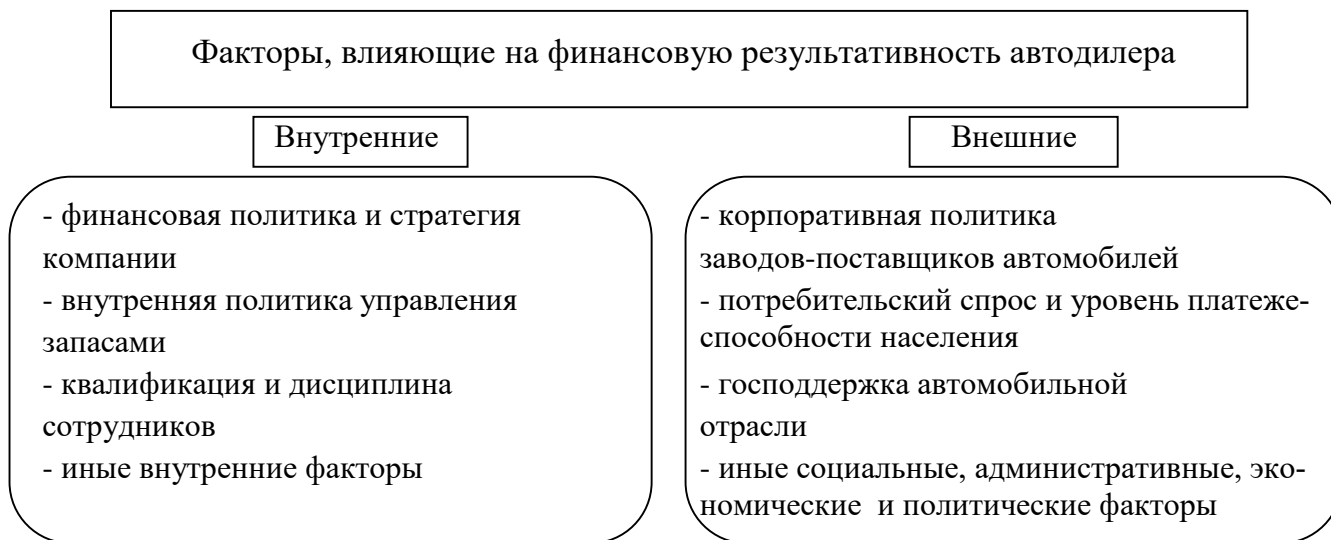 Факторы, влияющие на финансовую результативность автодилера
Внутренние
- финансовая политика и стратегия
компании
- внутренняя политика управления
запасами
- квалификация и дисциплина
сотрудников
- иные внутренние факторы
Внешние
- корпоративная политика
заводов-поставщиков автомобилей
- потребительский спрос и уровень платеже-
способности населения
- господдержка автомобильной
отрасли
- иные социальные, административные, эко-
номические и политические факторы